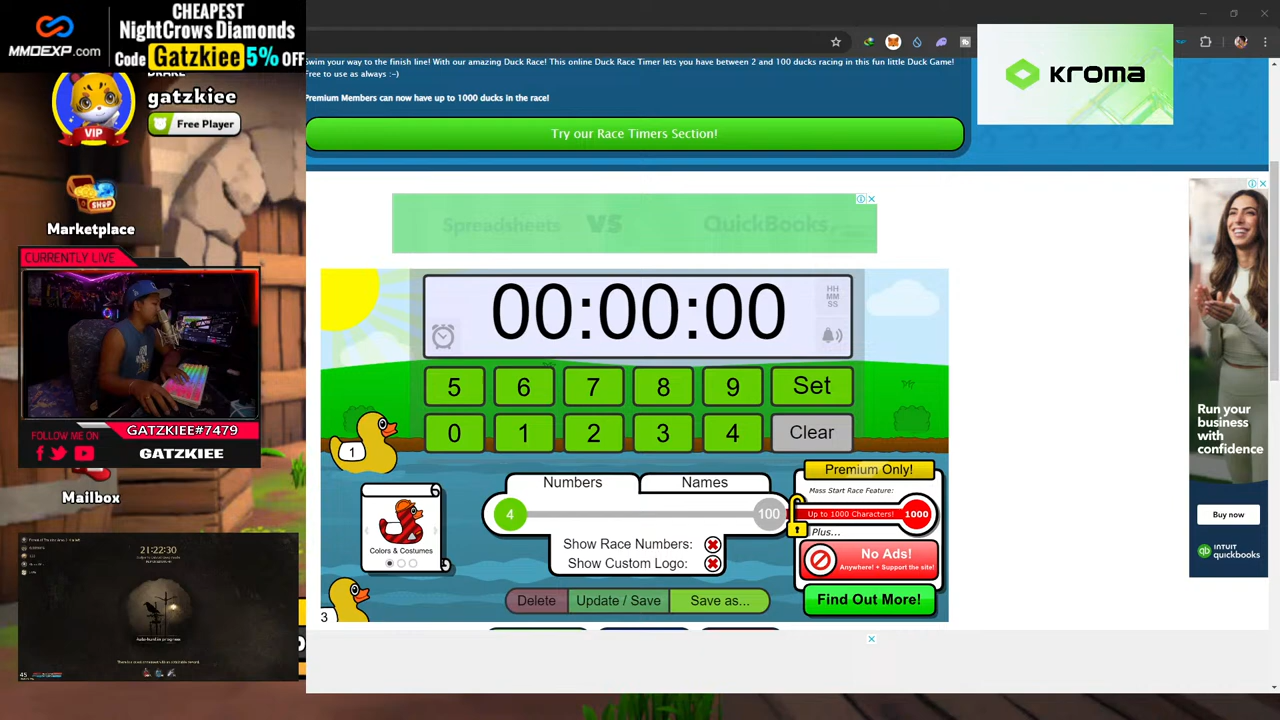 CHEAPEST
NightCrows Diamonds
Code Gatzkiee 5% OFF
MMOEXP.com
gatzkiee
Free Player
VIP
SHOP
Marketplace
CURRENTLY LIVE
FOLLOW ME ON
GATZKIEE#7479
GATZKIEE
Mailbox
21:22:30
Auto-hunt in progress
45
Swim your way to the finish line! With our amazing Duck Race! This online Duck Race Timer lets you have between 2 and 100 ducks racing in this fun little Duck Game!
Free to use as always :-)
Premium Members can now have up to 1000 ducks in the race!
Try our Race Timers Section!
KROMA
Spreadsheets VS QuickBooks
00:00:00
HH
MM
SS
5 6 7 8 9 Set
0 1 2 3 4 Clear
1
Numbers Names
4 100
Show Race Numbers:
Show Custom Logo:
Colors & Costumes
3
Delete Update / Save Save as...
Premium Only!
Mass Start Race Feature:
Up to 1000 Characters! 1000
Plus...
No Ads!
Anywhere! + Support the site!
Find Out More!
Run your
business
with
confidence
Buy now
INTUIT
quickbooks